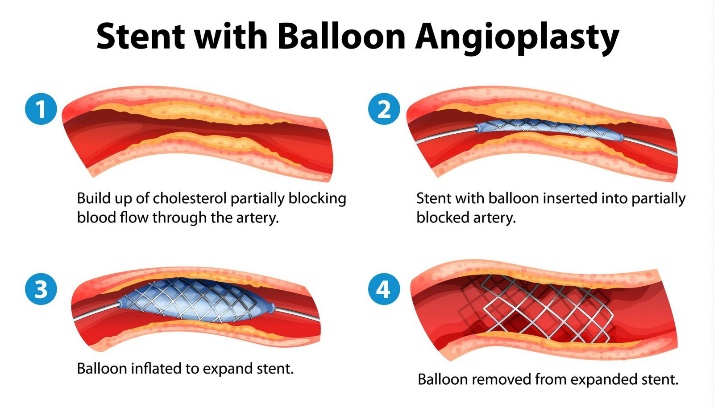 Stent with Balloon Angioplasty
1
Build up of cholesterol partially blocking
blood flow through the artery.
2
Stent with balloon inserted into partially
blocked artery.
3
Balloon inflated to expand stent.
4
Balloon removed from expanded stent.